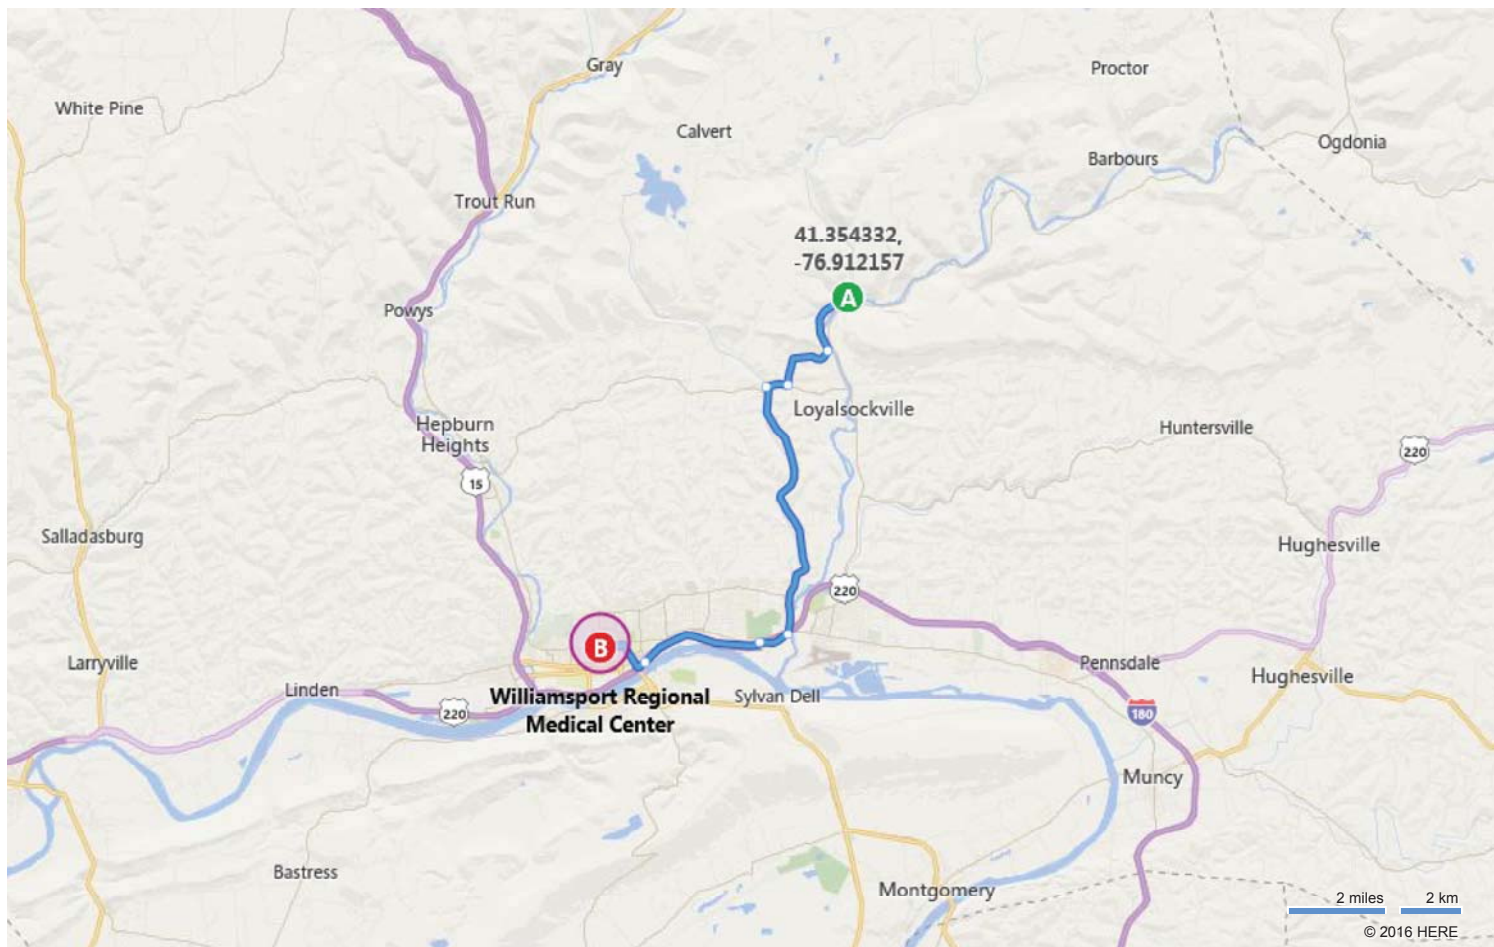 Gray
Proctor
White Pine
Calvert
Ogdonia
Barbours
Trout Run
41.354332,
-76.912157
A
Powys
Loyalsockville
Hepburn
Heights
Huntersville
220
15
Salladasburg
Hughesville
220
B
Larryville
Pennsdale
Hughesville
Linden
Williamsport Regional
Medical Center
Sylvan Dell
220
180
Muncy
Bastress
Montgomery
2 miles
2 km
© 2016 HERE